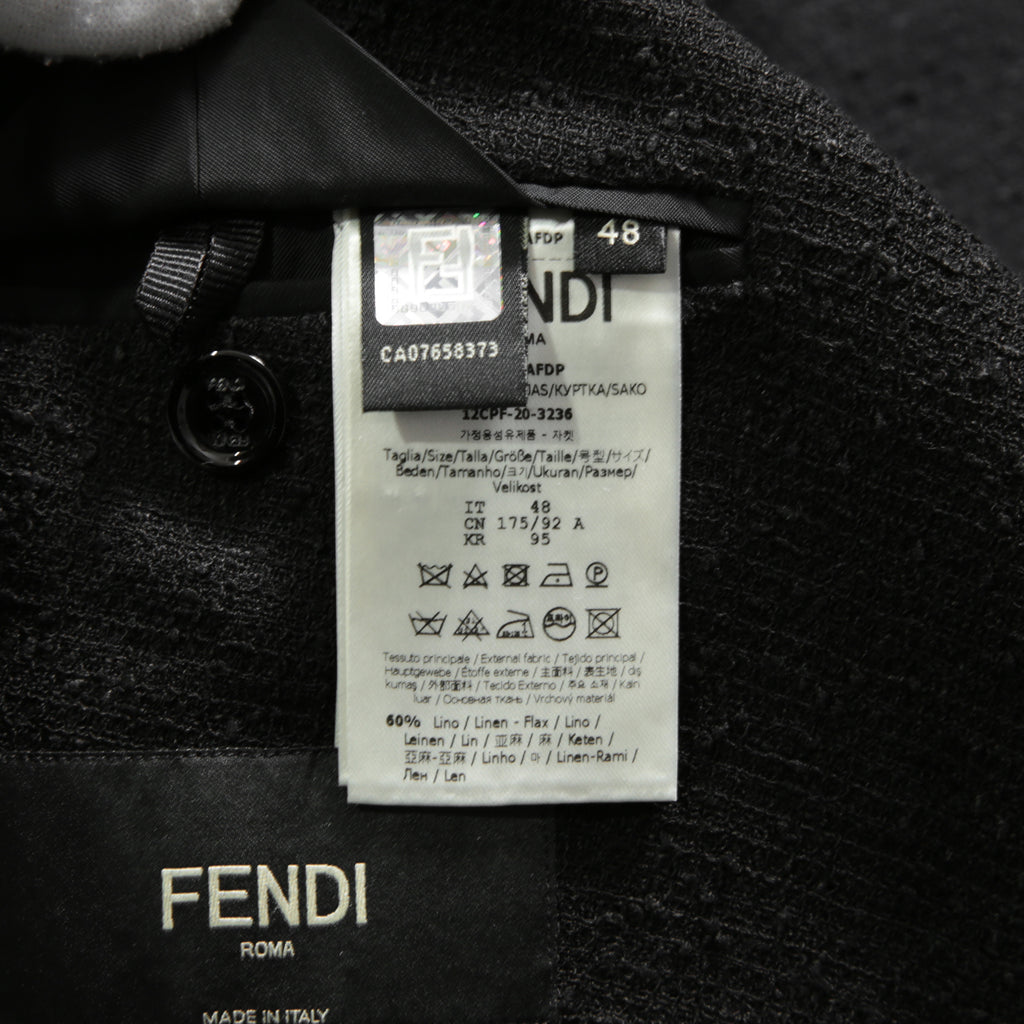 48
AFDP
CA07658373
NDI
MA
AFDP
/КУРТКА/SAKO
12CPF-20-3236
가정용섬유제품 - 자켓
Taglia/Size/Talla/Größe/Taille/号型/サイズ/
Beden/Tamanho/크기/Ukuran/Размер/
Velikost
IT 48
CN 175/92 A
KR 95
P
Tessuto principale / External fabric / Tejido principal /
Hauptgewebe / Étoffe externe / 主面料 / 表生地 / dış
kumaş / 外部面料 / Tecido Externo / 주요 소재 / Kain
luar / Основная ткань / Vrchový materiál
60% Lino / Linen - Flax / Lino /
Leinen / Lin / 亚麻 / 麻 / Keten /
亞麻-亞麻 / Linho / 마 / Linen-Rami /
Лен / Len
FENDI
ROMA
MADE IN ITALY